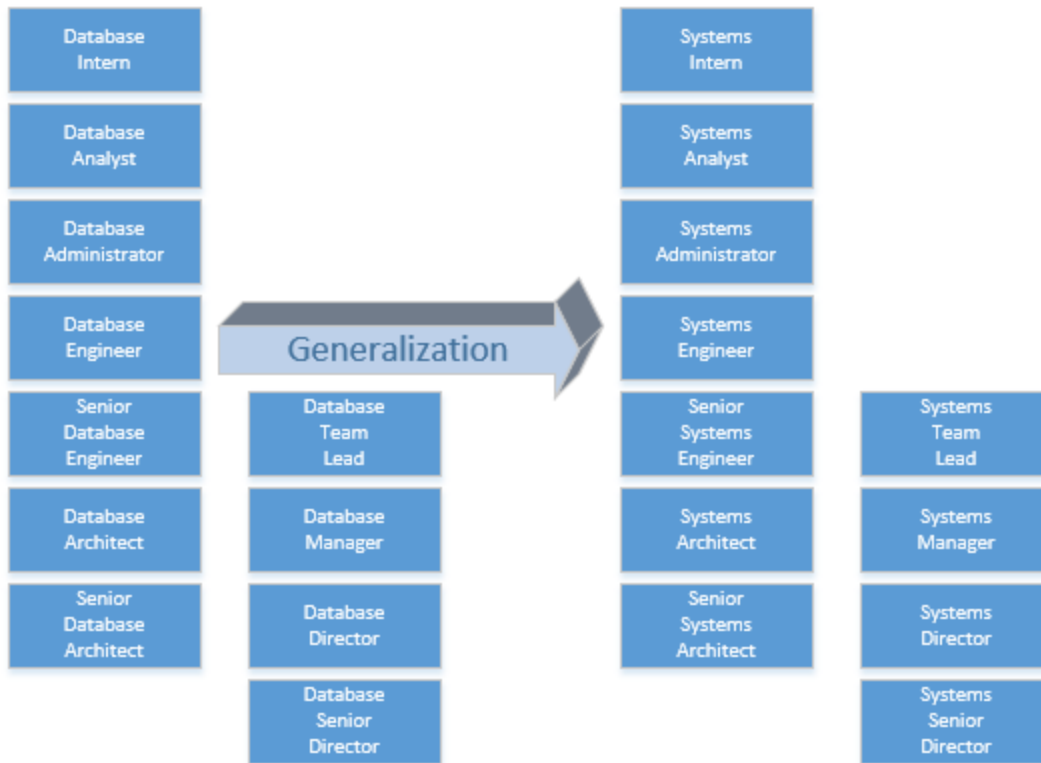 Database
Intern
Database
Analyst
Database
Administrator
Database
Engineer
Senior
Database
Engineer
Database
Architect
Senior
Database
Architect
Database
Team
Lead
Database
Manager
Database
Director
Database
Senior
Director
Generalization
Systems
Intern
Systems
Analyst
Systems
Administrator
Systems
Engineer
Senior
Systems
Engineer
Systems
Architect
Senior
Systems
Architect
Systems
Team
Lead
Systems
Manager
Systems
Director
Systems
Senior
Director